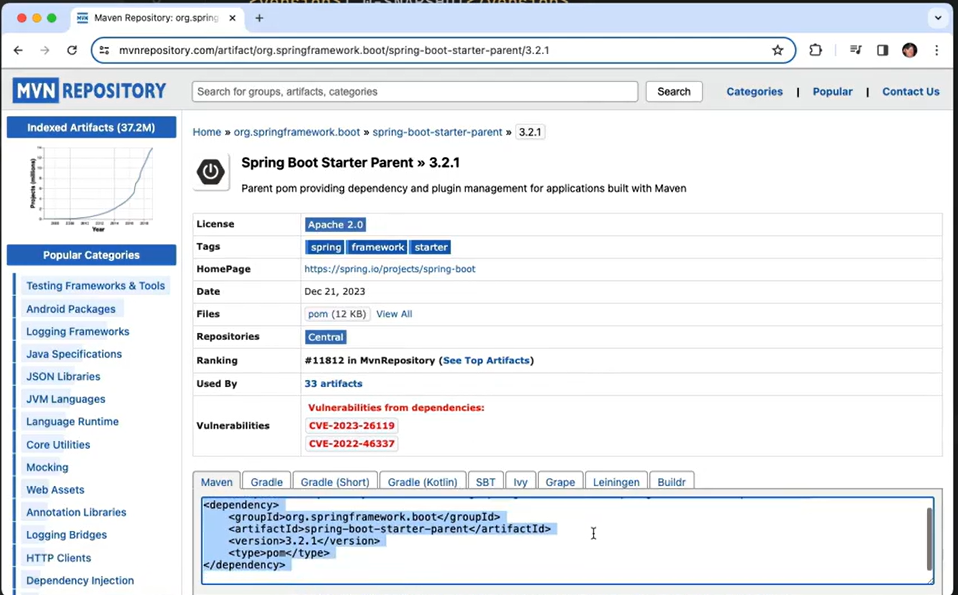 Maven Repository: org.spring
mvnrepository.com/artifact/org.springframework.boot/spring-boot-starter-parent/3.2.1
MVN REPOSITORY
Search for groups, artifacts, categories
Search
Categories | Popular | Contact Us
Indexed Artifacts (37.2M)
Projects (millions)
Year
Popular Categories
Testing Frameworks & Tools
Android Packages
Logging Frameworks
Java Specifications
JSON Libraries
JVM Languages
Language Runtime
Core Utilities
Mocking
Web Assets
Annotation Libraries
Logging Bridges
HTTP Clients
Dependency Injection
Home » org.springframework.boot » spring-boot-starter-parent » 3.2.1
Spring Boot Starter Parent » 3.2.1
Parent pom providing dependency and plugin management for applications built with Maven
License Apache 2.0
Tags spring framework starter
HomePage https://spring.io/projects/spring-boot
Date Dec 21, 2023
Files pom (12 KB) View All
Repositories Central
Ranking #11812 in MvnRepository (See Top Artifacts)
Used By 33 artifacts
Vulnerabilities Vulnerabilities from dependencies:
CVE-2023-26119
CVE-2022-46337
Maven Gradle Gradle (Short) Gradle (Kotlin) SBT Ivy Grape Leiningen Buildr
<dependency>
<groupId>org.springframework.boot</groupId>
<artifactId>spring-boot-starter-parent</artifactId>
<version>3.2.1</version>
<type>pom</type>
</dependency>